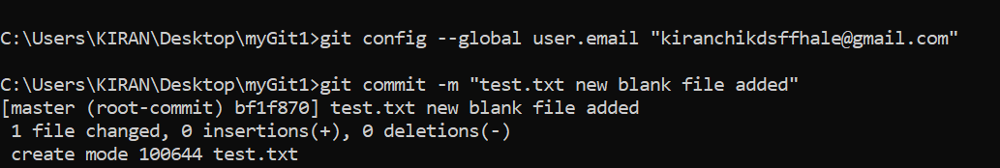 C:\Users\KIRAN\Desktop\myGit1>git config --global user.email "kiranchikdsffhale@gmail.com"
C:\Users\KIRAN\Desktop\myGit1>git commit -m "test.txt new blank file added"
[master (root-commit) bf1f870] test.txt new blank file added
 1 file changed, 0 insertions(+), 0 deletions(-)
 create mode 100644 test.txt